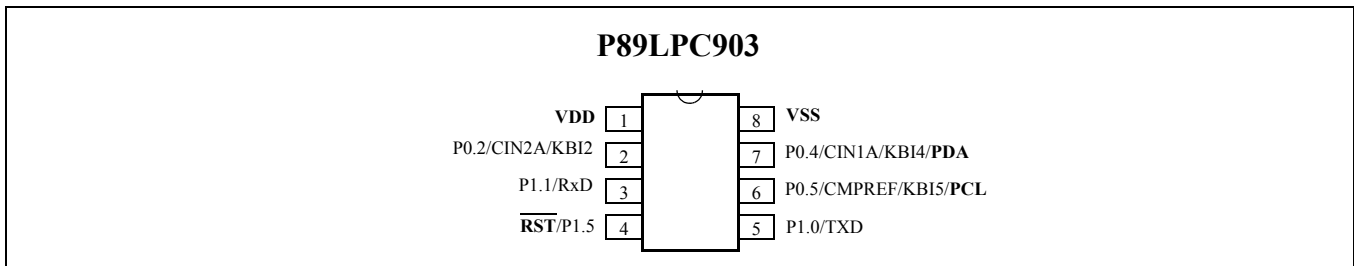 P89LPC903
VDD 1 8 VSS
P0.2/CIN2A/KBI2 2 7 P0.4/CIN1A/KBI4/PDA
P1.1/RxD 3 6 P0.5/CMPREF/KBI5/PCL
RST/P1.5 4 5 P1.0/TXD